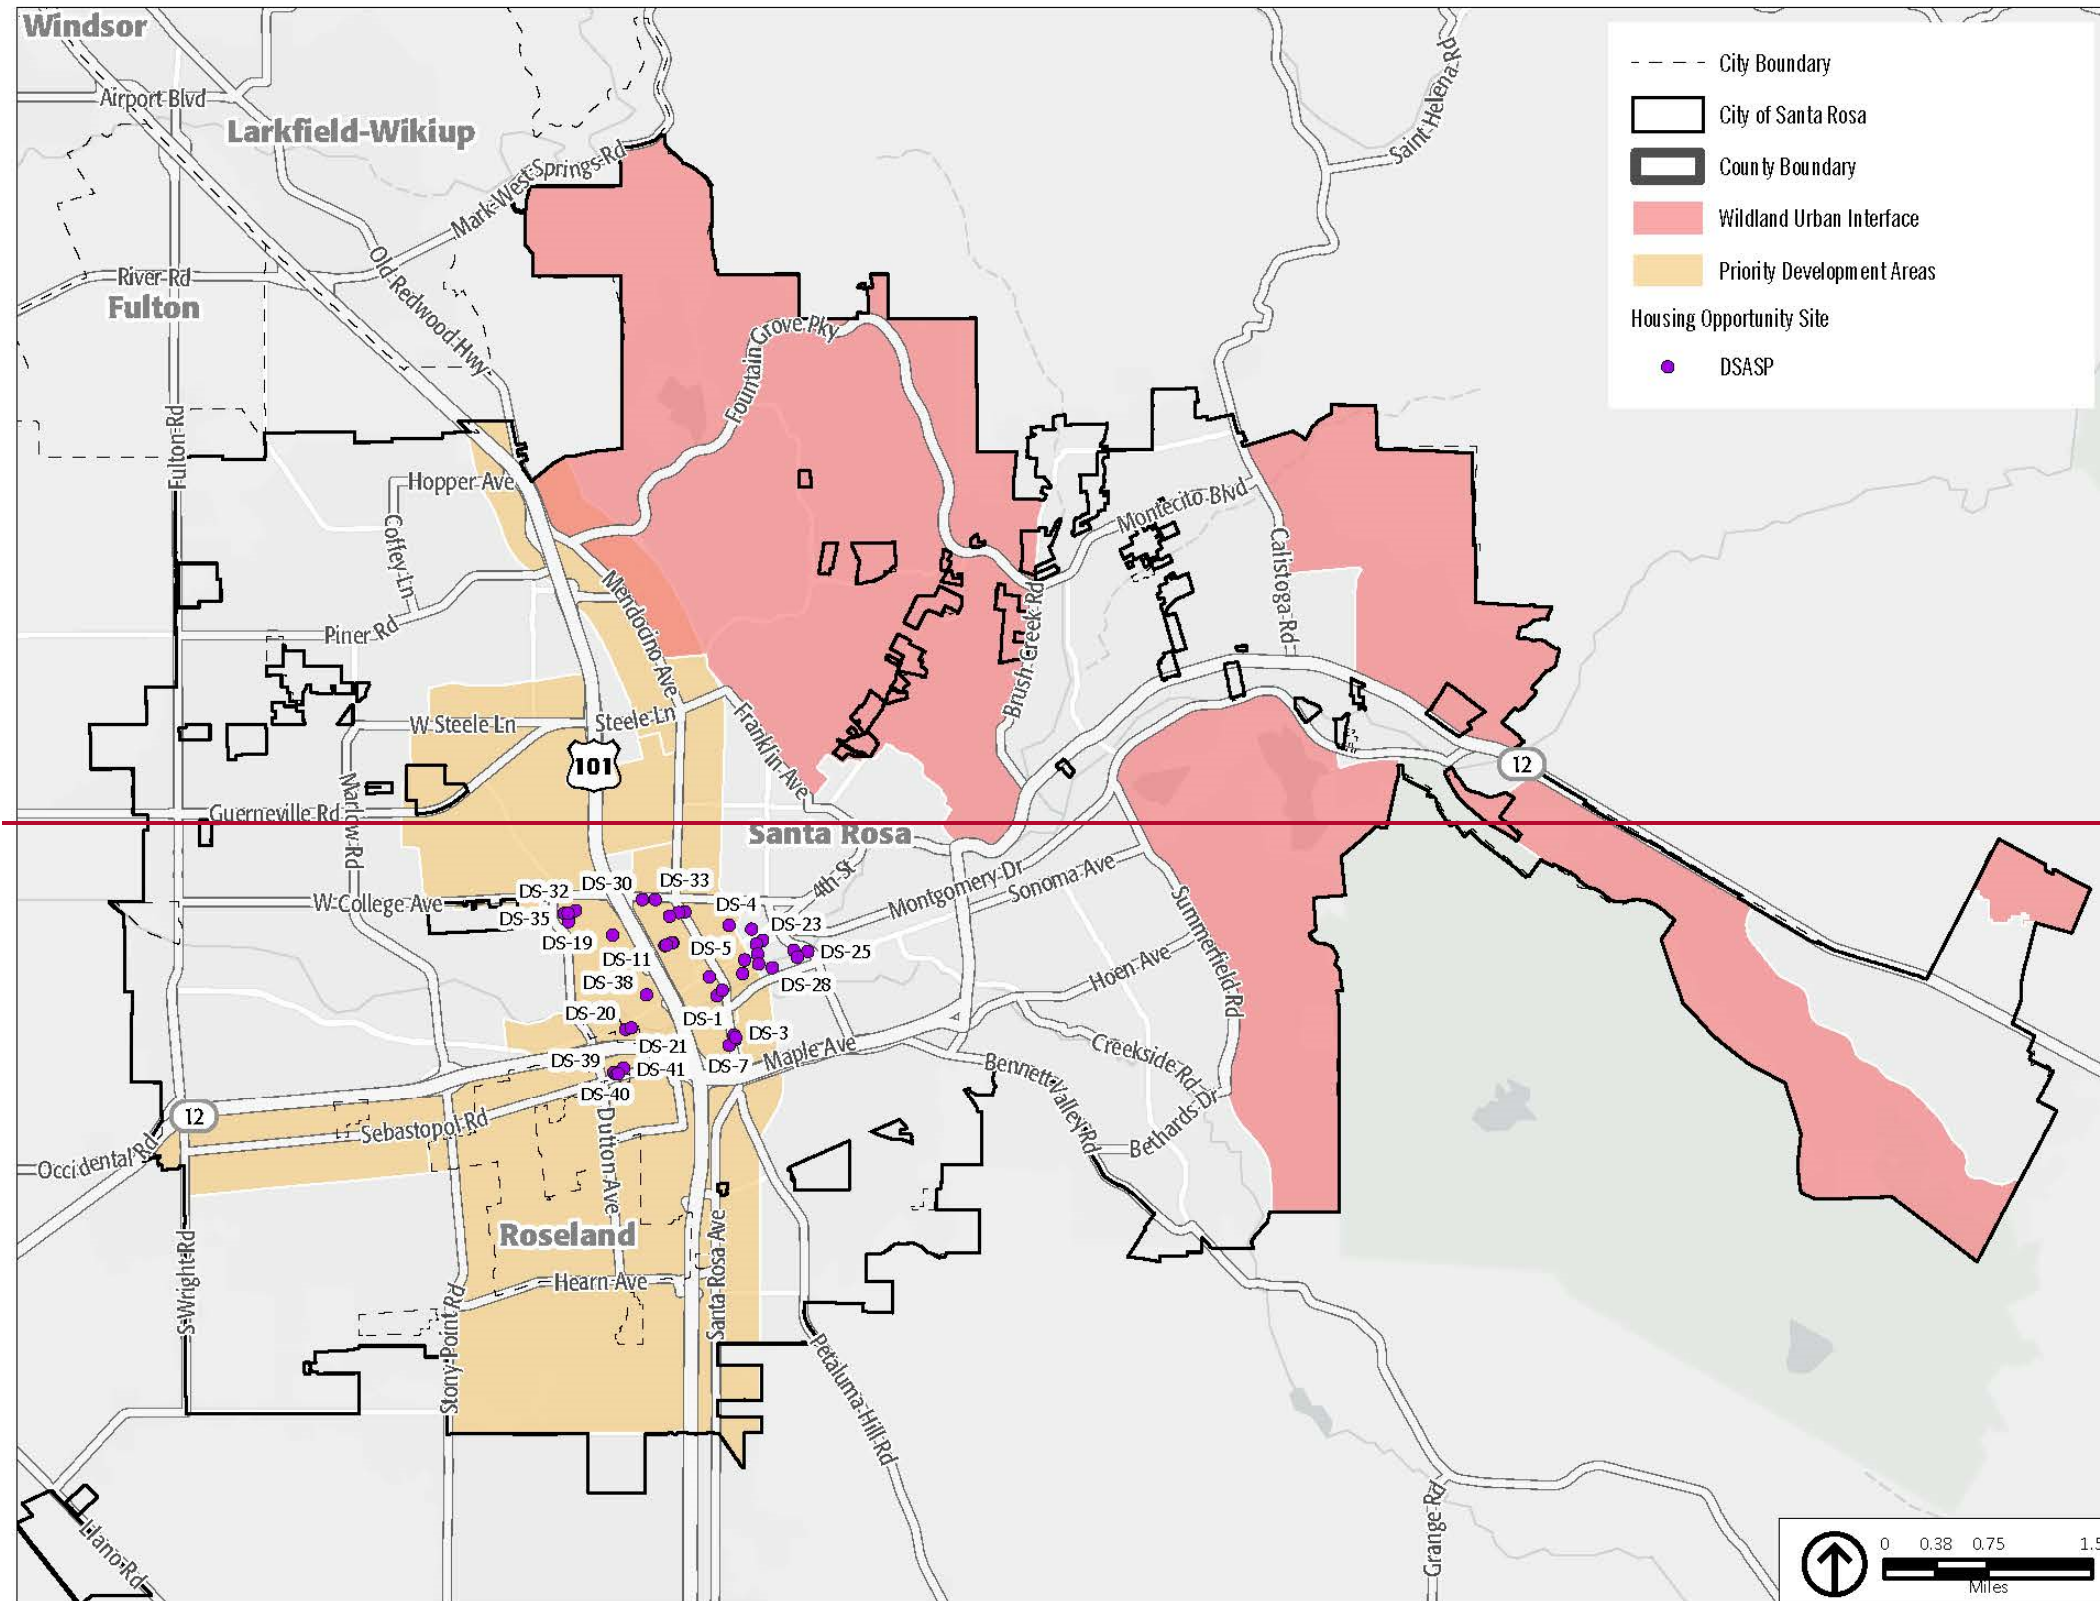 Windsor
Airport Blvd
Larkfield-Wikiup
Mark West Springs Rd
Saint Helena Rd
City Boundary
City of Santa Rosa
County Boundary
Wildland Urban Interface
Priority Development Areas
Housing Opportunity Site
DSASP
River Rd
Fulton
Old Redwood Hwy
Fountain Grove Pky
Fulton Rd
Hopper Ave
Coffey Ln
Piner Rd
Mendocino Ave
Montecito Blvd
Calistoga Rd
Brush Creek Rd
W Steele Ln
Steele Ln
Franklin Ave
101
12
Marlow Rd
Guerneville Rd
Santa Rosa
4th St
Montgomery Dr
Sonoma Ave
Summerfield Rd
W College Ave
DS-32
DS-30
DS-33
DS-35
DS-4
DS-23
DS-19
DS-5
DS-25
DS-11
DS-38
DS-28
DS-20
DS-1
DS-3
DS-21
DS-39
DS-41
DS-7
DS-40
Hoen Ave
Maple Ave
Creekside Rd
Bennett Valley Rd
Bethards Dr
12
Sebastopol Rd
Occidental Rd
Dutton Ave
Roseland
S Wright Rd
Hearn Ave
Stony Point Rd
Santa Rosa Ave
Petaluma Hill Rd
Grange Rd
Llano Rd
0 0.38 0.75 1.5
Miles